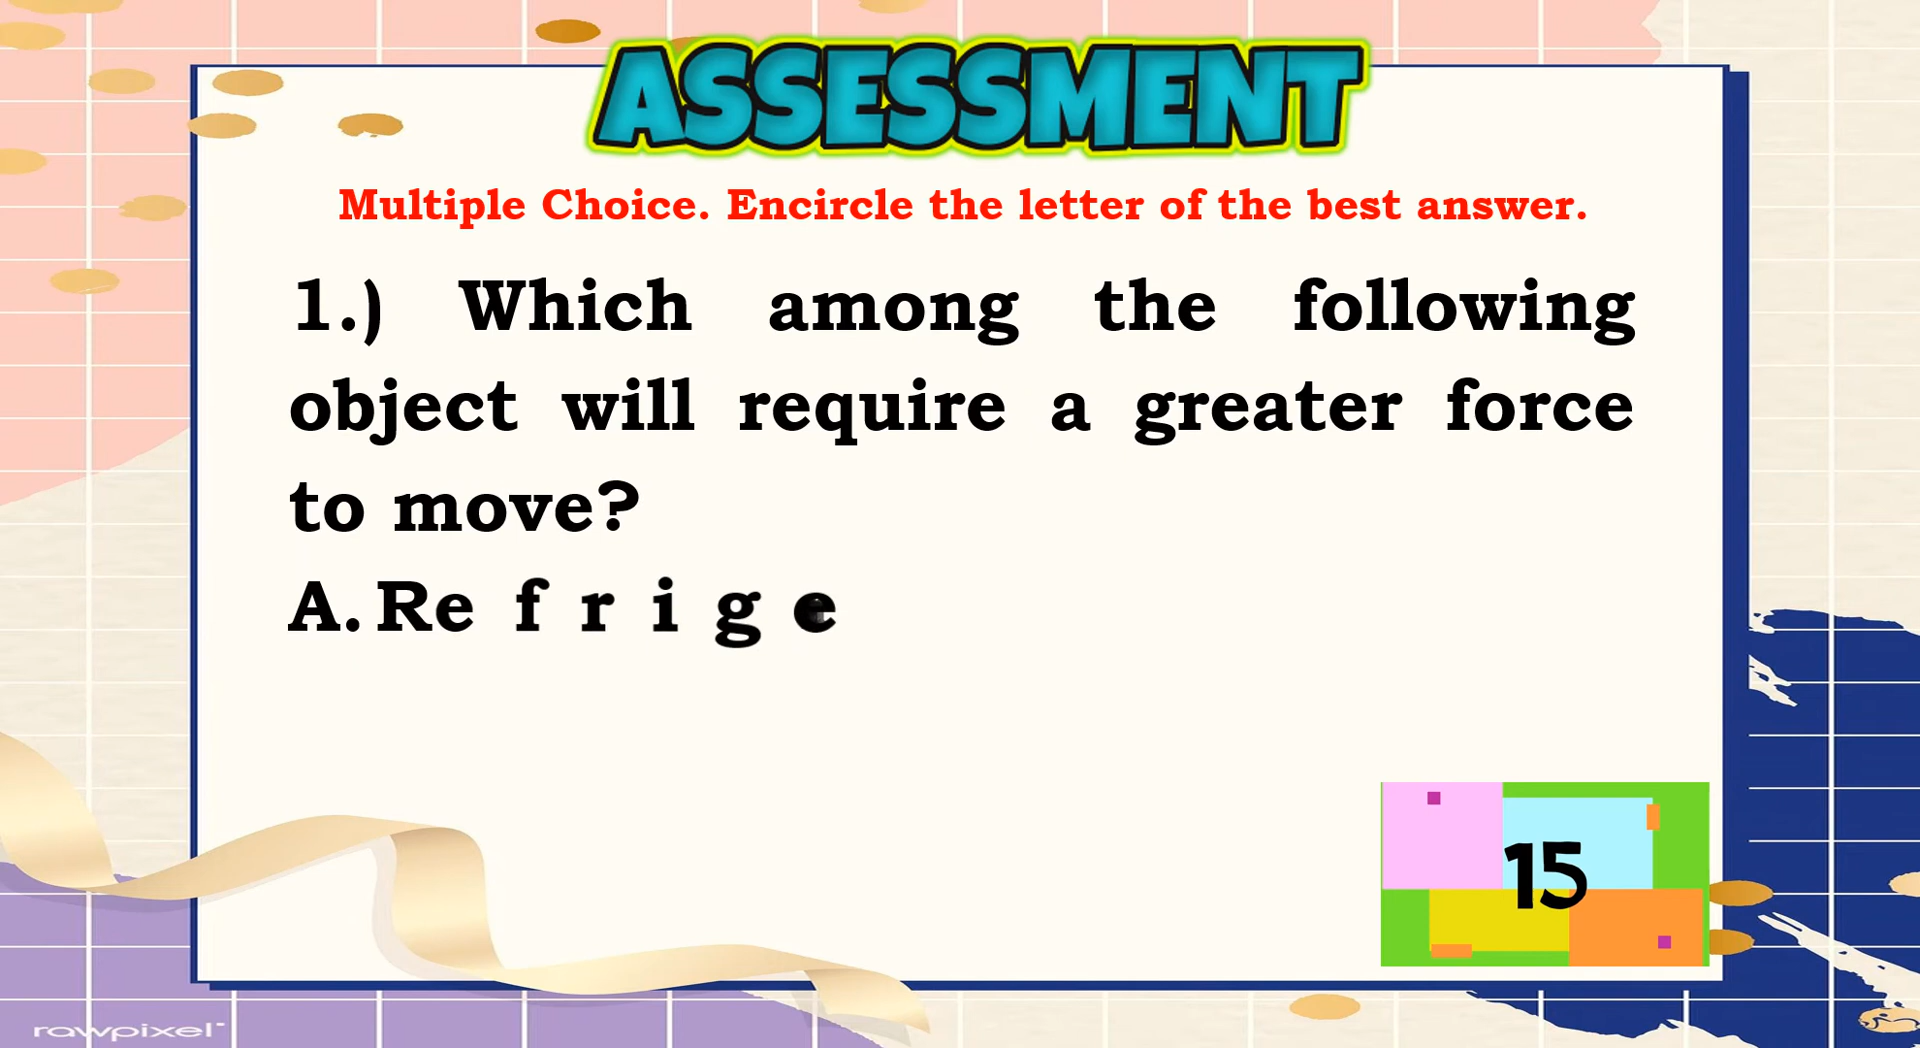 ASSESSMENT
Multiple Choice. Encircle the letter of the best answer.
1.) Which among the following
object will require a greater force
to move?
A. Refrige
15
rawpixel